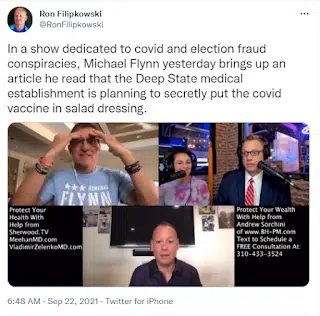 Ron Filipkowski
@RonFilipkowski
In a show dedicated to covid and election fraud
conspiracies, Michael Flynn yesterday brings up an
article he read that the Deep State medical
establishment is planning to secretly put the covid
vaccine in salad dressing.
GENERAL
FLYNN
Protect Your
Health With
Help from
Sherwood.TV
MeehanMD.com
VladimirZelenkoMD.com
Protect Your Wealth
With Help from
Andrew Sorchini
of www.BH-PM.com
Text to Schedule a
FREE Consultation At:
310-433-3524
6:48 AM · Sep 22, 2021 · Twitter for iPhone